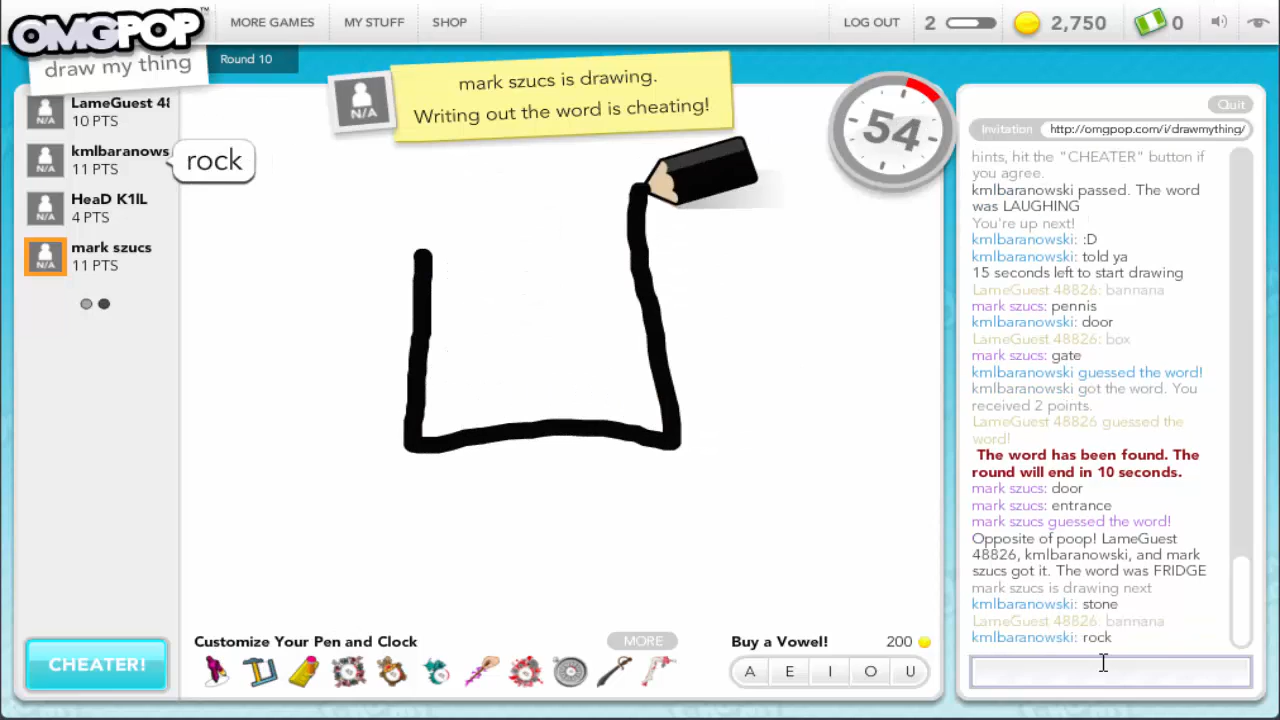 OMGPOP™
MORE GAMES
MY STUFF
SHOP
LOG OUT
2
2,750
0
draw my thing
Round 10
LameGuest 48
10 PTS
kmlbaranows
11 PTS
HeaD K1lL
4 PTS
mark szucs
11 PTS
N/A
N/A
N/A
N/A
rock
N/A
mark szucs is drawing.
Writing out the word is cheating!
54
Quit
Invitation
http://omgpop.com/i/drawmything/
hints, hit the "CHEATER" button if
you agree.
kmlbaranowski passed. The word
was LAUGHING
You're up next!
kmlbaranowski: :D
kmlbaranowski: told ya
15 seconds left to start drawing
LameGuest 48826: bannana
mark szucs: pennis
kmlbaranowski: door
LameGuest 48826: box
mark szucs: gate
kmlbaranowski guessed the word!
kmlbaranowski got the word. You
received 2 points.
LameGuest 48826 guessed the
word!
The word has been found. The
round will end in 10 seconds.
mark szucs: door
mark szucs: entrance
mark szucs guessed the word!
Opposite of poop! LameGuest
48826, kmlbaranowski, and mark
szucs got it. The word was FRIDGE
mark szucs is drawing next
kmlbaranowski: stone
LameGuest 48826: bannana
kmlbaranowski: rock
CHEATER!
Customize Your Pen and Clock
MORE
Buy a Vowel!
200
A E I O U